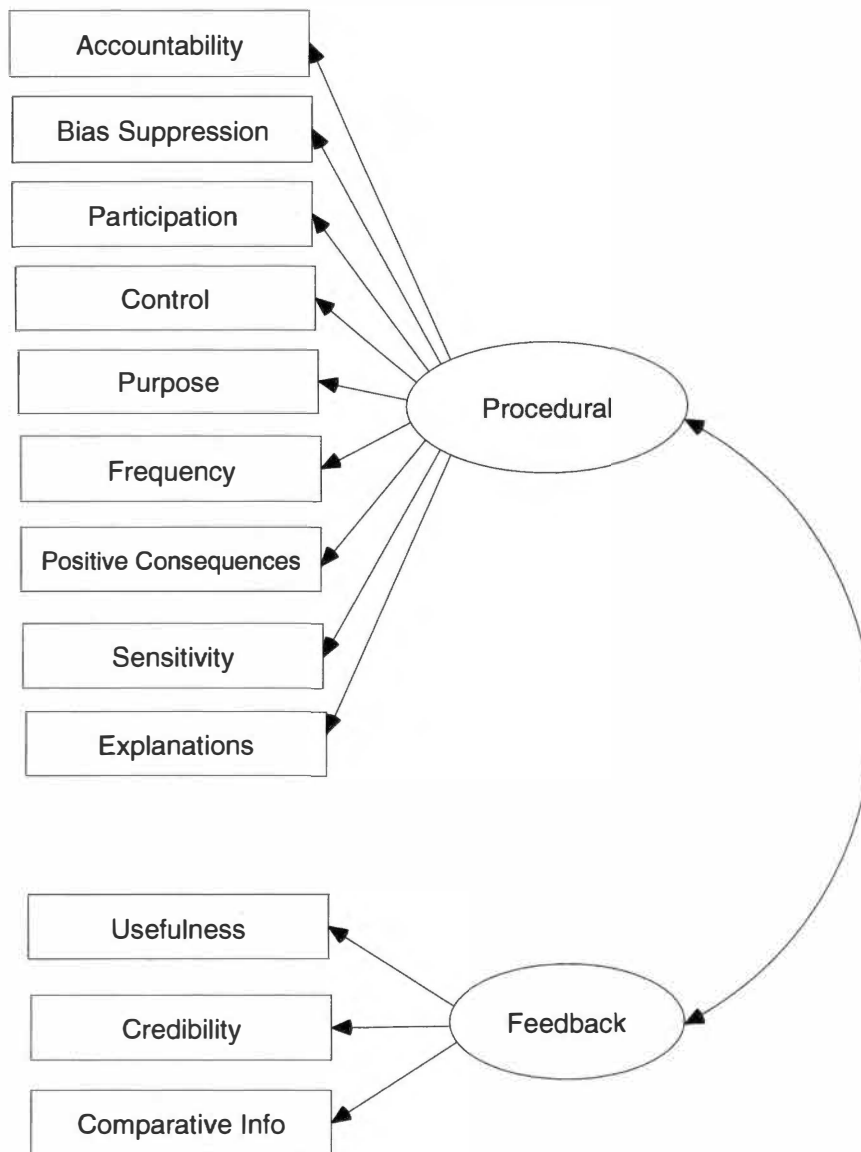 Accountability
Bias Suppression
Participation
Control
Purpose
Procedural
Frequency
Positive Consequences
Sensitivity
Explanations
Usefulness
Credibility
Feedback
Comparative Info